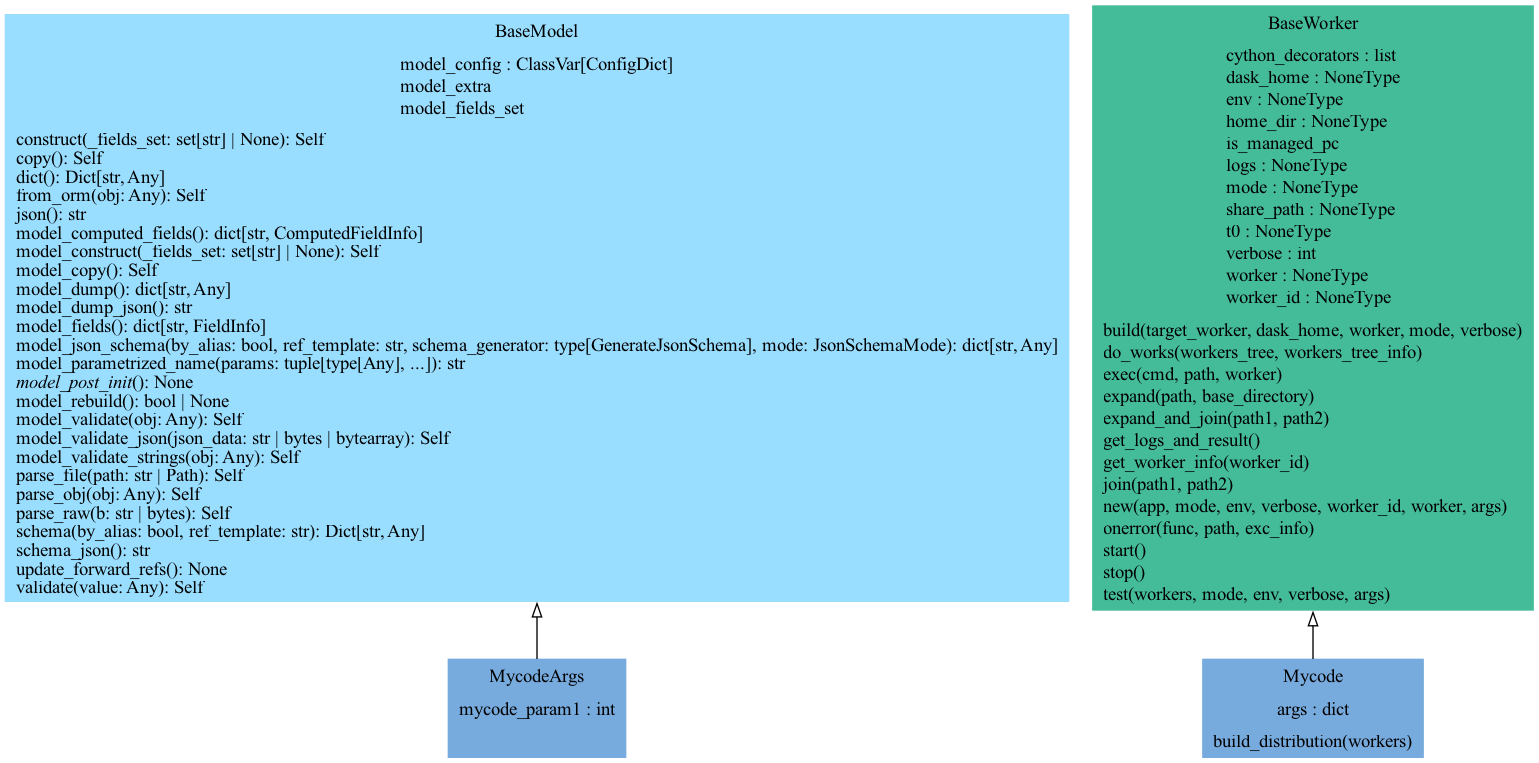 BaseModel
model_config : ClassVar[ConfigDict]
model_extra
model_fields_set
construct(_fields_set: set[str] | None): Self
copy(): Self
dict(): Dict[str, Any]
from_orm(obj: Any): Self
json(): str
model_computed_fields(): dict[str, ComputedFieldInfo]
model_construct(_fields_set: set[str] | None): Self
model_copy(): Self
model_dump(): dict[str, Any]
model_dump_json(): str
model_fields(): dict[str, FieldInfo]
model_json_schema(by_alias: bool, ref_template: str, schema_generator: type[GenerateJsonSchema], mode: JsonSchemaMode): dict[str, Any]
model_parametrized_name(params: tuple[type[Any], ...]): str
model_post_init(): None
model_rebuild(): bool | None
model_validate(obj: Any): Self
model_validate_json(json_data: str | bytes | bytearray): Self
model_validate_strings(obj: Any): Self
parse_file(path: str | Path): Self
parse_obj(obj: Any): Self
parse_raw(b: str | bytes): Self
schema(by_alias: bool, ref_template: str): Dict[str, Any]
schema_json(): str
update_forward_refs(): None
validate(value: Any): Self
BaseWorker
cython_decorators : list
dask_home : NoneType
env : NoneType
home_dir : NoneType
is_managed_pc
logs : NoneType
mode : NoneType
share_path : NoneType
t0 : NoneType
verbose : int
worker : NoneType
worker_id : NoneType
build(target_worker, dask_home, worker, mode, verbose)
do_works(workers_tree, workers_tree_info)
exec(cmd, path, worker)
expand(path, base_directory)
expand_and_join(path1, path2)
get_logs_and_result()
get_worker_info(worker_id)
join(path1, path2)
new(app, mode, env, verbose, worker_id, worker, args)
onerror(func, path, exc_info)
start()
stop()
test(workers, mode, env, verbose, args)
MycodeArgs
mycode_param1 : int
Mycode
args : dict
build_distribution(workers)